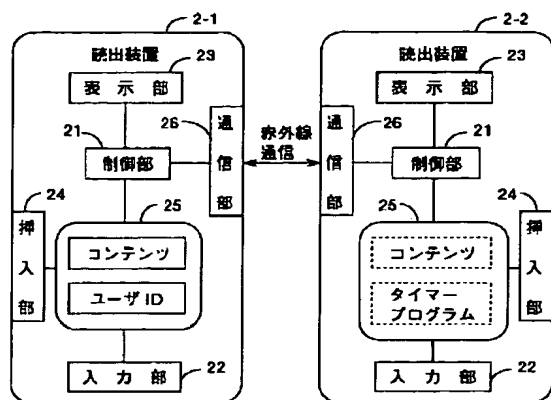 2-1
読出装置
23
表示部
21
制御部
26
通信部
24
挿入部
25
コンテンツ
ユーザID
22
入力部
赤外線
通信
2-2
読出装置
23
表示部
26
通信部
21
制御部
25
コンテンツ
タイマー
プログラム
24
挿入部
22
入力部